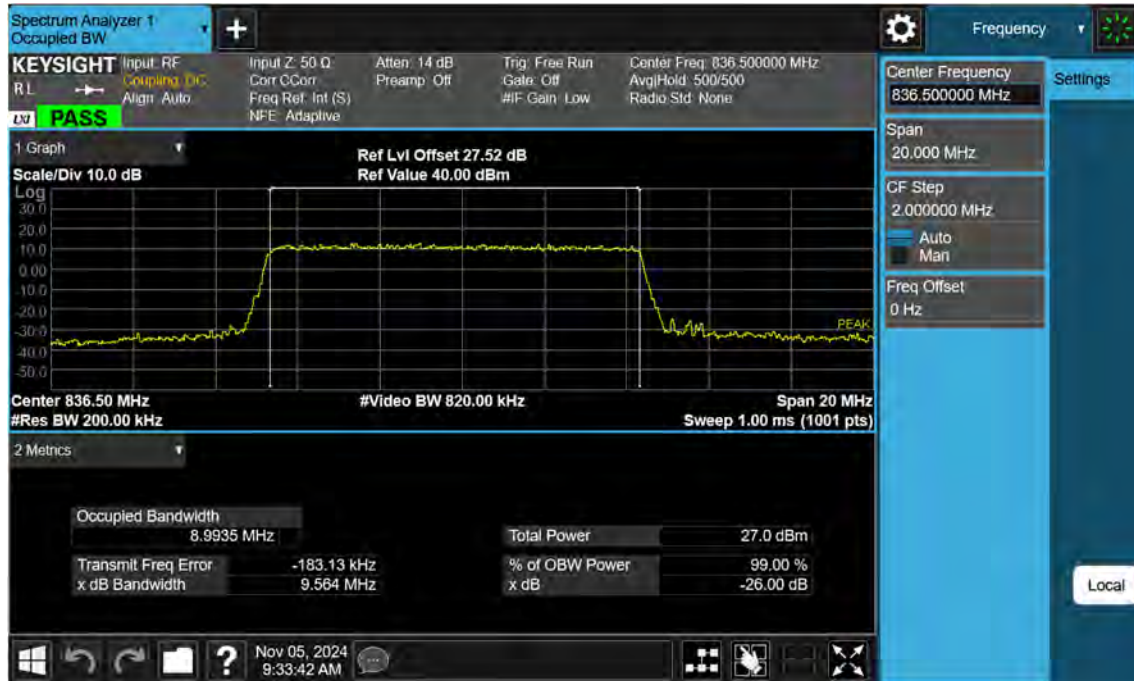 Spectrum Analyzer 1
Occupied BW
+
Frequency
KEYSIGHT
RL
LXI PASS
Input: RF
Coupling: DC
Align: Auto
Input Z: 50 Ω
Corr CCorr
Freq Ref: Int (S)
NFE: Adaptive
Atten: 14 dB
Preamp: Off
Trig: Free Run
Gate: Off
#IF Gain: Low
Center Freq: 836.500000 MHz
Avg|Hold: 500/500
Radio Std: None
Center Frequency
836.500000 MHz
Settings
Span
20.000 MHz
CF Step
2.000000 MHz
Auto
Man
Freq Offset
0 Hz
1 Graph
Scale/Div 10.0 dB
Ref Lvl Offset 27.52 dB
Ref Value 40.00 dBm
Log
30.0
20.0
10.0
0.00
-10.0
-20.0
-30.0
-40.0
-50.0
PEAK
Center 836.50 MHz
#Video BW 820.00 kHz
Span 20 MHz
#Res BW 200.00 kHz
Sweep 1.00 ms (1001 pts)
2 Metrics
Occupied Bandwidth
8.9935 MHz
Total Power 27.0 dBm
Transmit Freq Error -183.13 kHz
% of OBW Power 99.00 %
x dB Bandwidth 9.564 MHz
x dB -26.00 dB
Local
?
Nov 05, 2024
9:33:42 AM